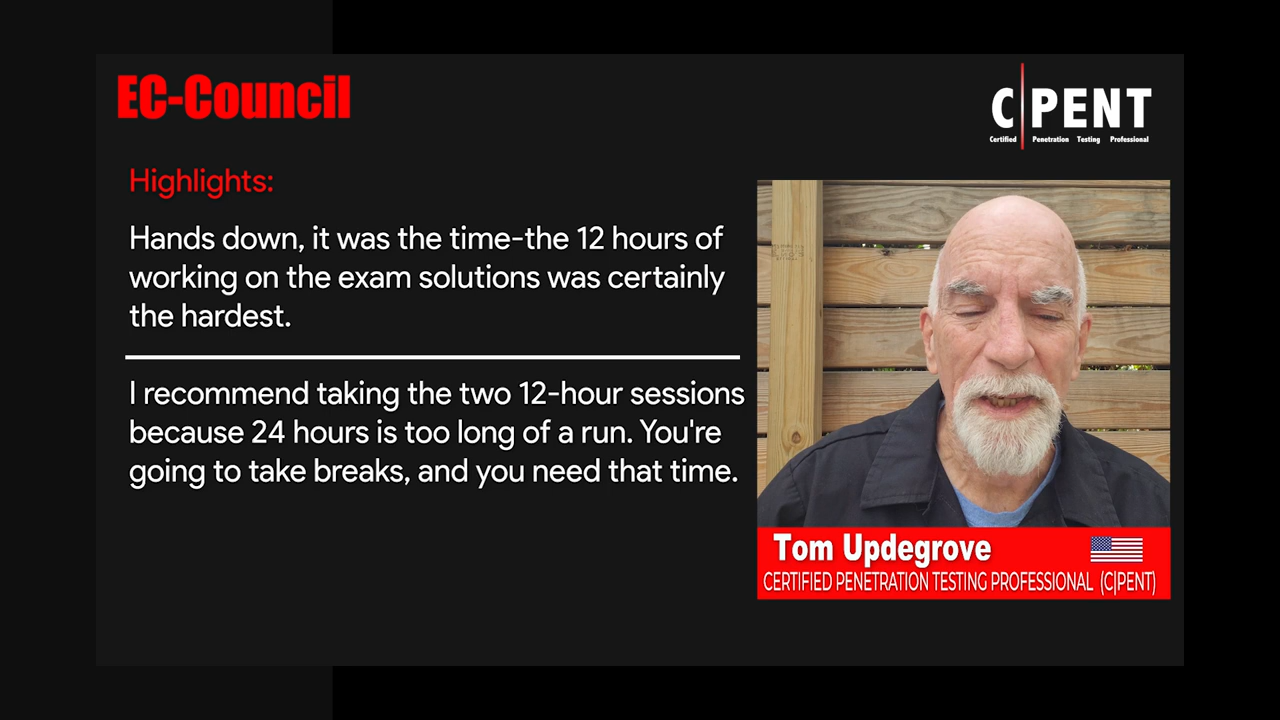 EC-Council
C|PENT
Certified Penetration Testing Professional
Highlights:
Hands down, it was the time-the 12 hours of
working on the exam solutions was certainly
the hardest.
I recommend taking the two 12-hour sessions
because 24 hours is too long of a run. You're
going to take breaks, and you need that time.
Tom Updegrove
CERTIFIED PENETRATION TESTING PROFESSIONAL (C|PENT)